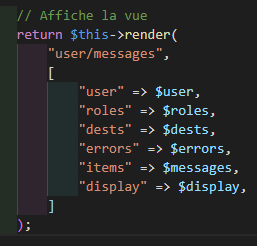 // Affiche la vue
return $this->render(
"user/messages",
[
"user" => $user,
"roles" => $roles,
"dests" => $dests,
"errors" => $errors,
"items" => $messages,
"display" => $display,
]
);